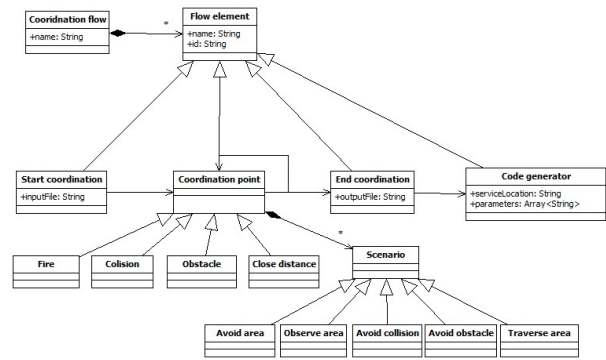 Cooridnation flow
+name: String
*
Flow element
+name: String
+id: String
Start coordination
+inputFile: String
Coordination point
End coordination
+outputFile: String
Code generator
+serviceLocation: String
+parameters: Array<String>
Fire
Colision
Obstacle
Close distance
*
Scenario
Avoid area
Observe area
Avoid collision
Avoid obstacle
Traverse area